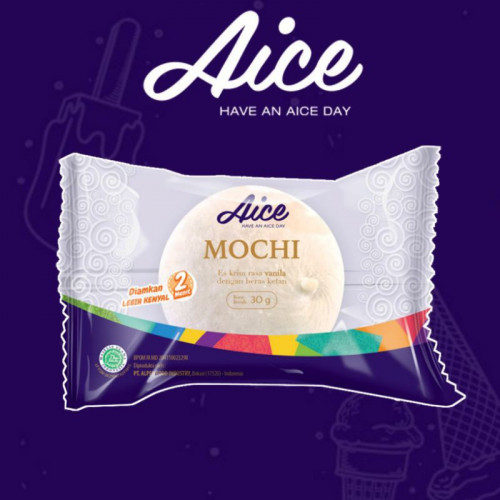 Aice
HAVE AN AICE DAY
Aice
HAVE AN AICE DAY
MOCHI
Es krim rasa vanila
dengan beras ketan
30 g
Diamkan
LEBIH KENYAL
2
Indonesia